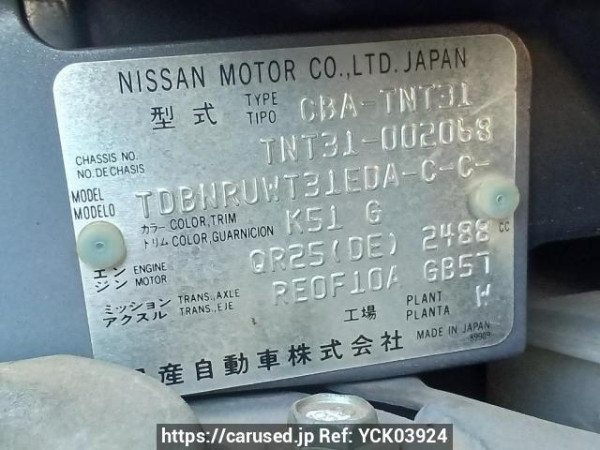 NISSAN MOTOR CO.,LTD. JAPAN
型式 TYPE TIPO CBA-TNT31
CHASSIS NO. NO DE CHASIS TNT31-002068
MODEL MODELO TDBNRUWT31EDA-C-C-
カラー COLOR,TRIM トリム COLOR,GUARNICION K51 G
エンジン ENGINE MOTOR QR25(DE) 2488 cc
ミッション アクスル TRANS.,AXLE TRANS.,EJE RE0F10A GB57
工場 PLANT PLANTA W
産自動車株式会社 MADE IN JAPAN
https://carused.jp Ref: YCK03924